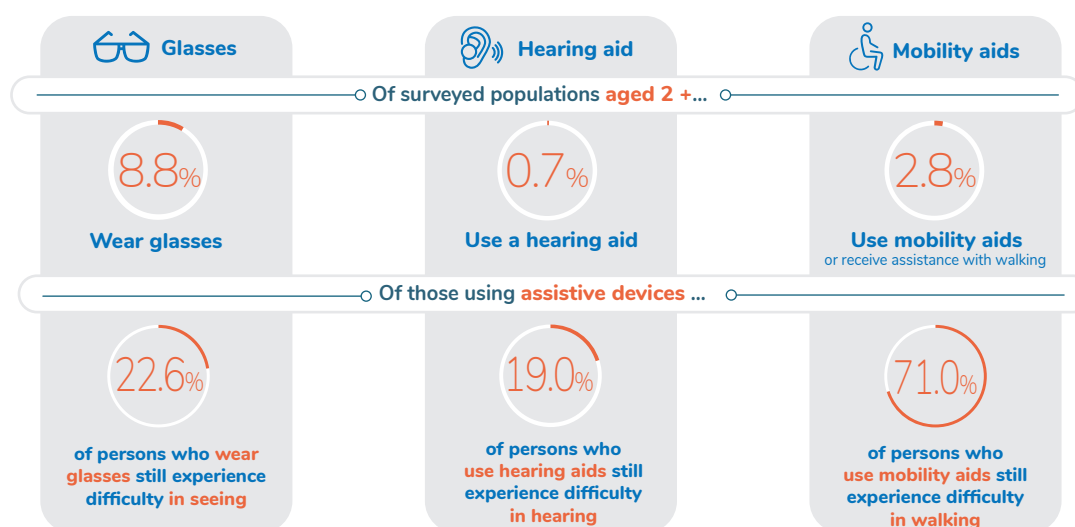 Glasses
Hearing aid
Mobility aids
Of surveyed populations aged 2 +...
8.8%
0.7%
2.8%
Wear glasses
Use a hearing aid
Use mobility aids
or receive assistance with walking
Of those using assistive devices ...
22.6%
of persons who wear
glasses still experience
difficulty in seeing
19.0%
of persons who
use hearing aids still
experience difficulty
in hearing
71.0%
of persons who
use mobility aids still
experience difficulty
in walking